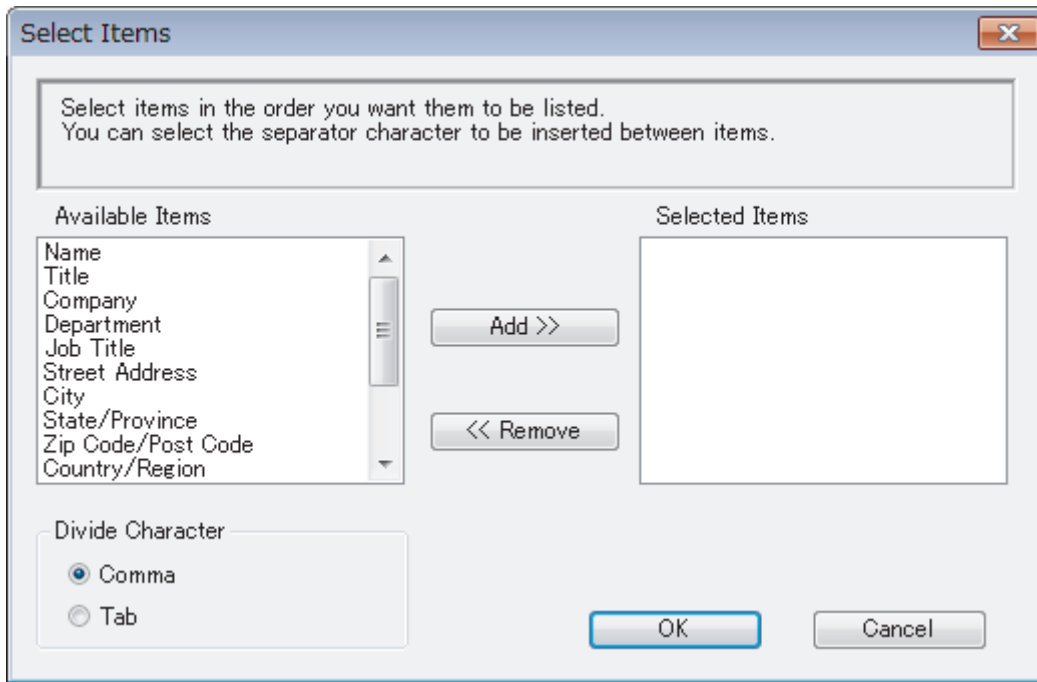 Select Items
Select items in the order you want them to be listed.
You can select the separator character to be inserted between items.
Available Items
Selected Items
Name
Title
Company
Department
Job Title
Street Address
City
State/Province
Zip Code/Post Code
Country/Region
Add >>
<< Remove
Divide Character
Comma
Tab
OK
Cancel